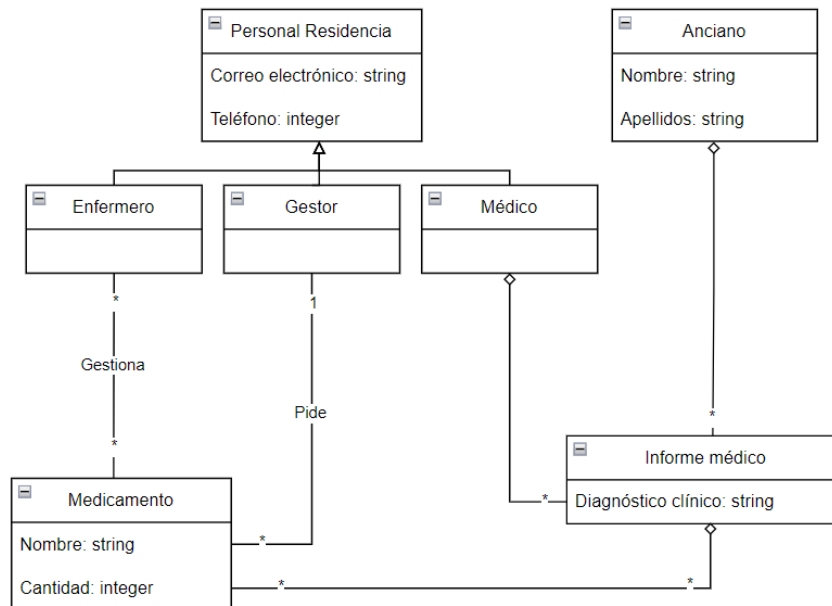 Personal Residencia
Correo electrónico: string
Teléfono: integer
Anciano
Nombre: string
Apellidos: string
Enfermero
Gestor
Médico
*
1
Gestiona
Pide
*
*
Informe médico
Diagnóstico clínico: string
*
Medicamento
Nombre: string
*
Cantidad: integer
*
*